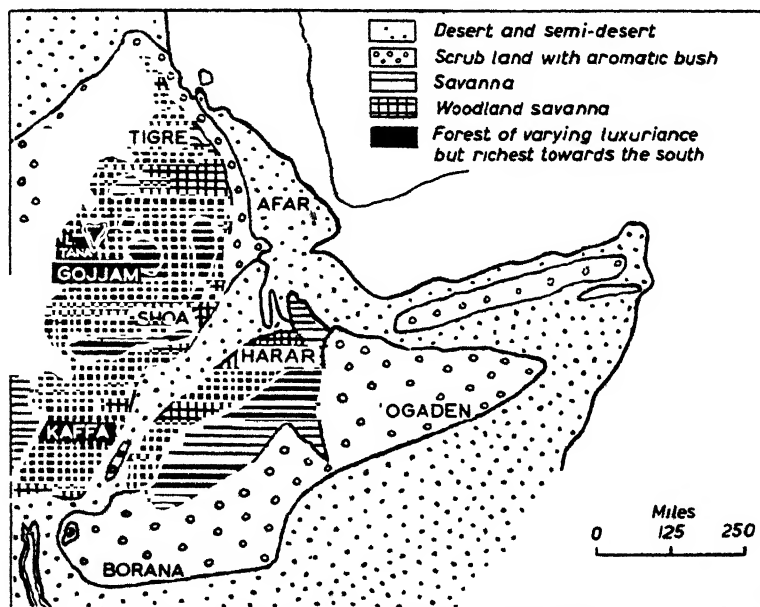 Desert and semi-desert
Scrub land with aromatic bush
Savanna
Woodland savanna
Forest of varying luxuriance
but richest towards the south
TIGRE
AFAR
L.
TANA
GOJJAM
SHOA
HARAR
OGADEN
KAFFA
BORANA
Miles
0 125 250